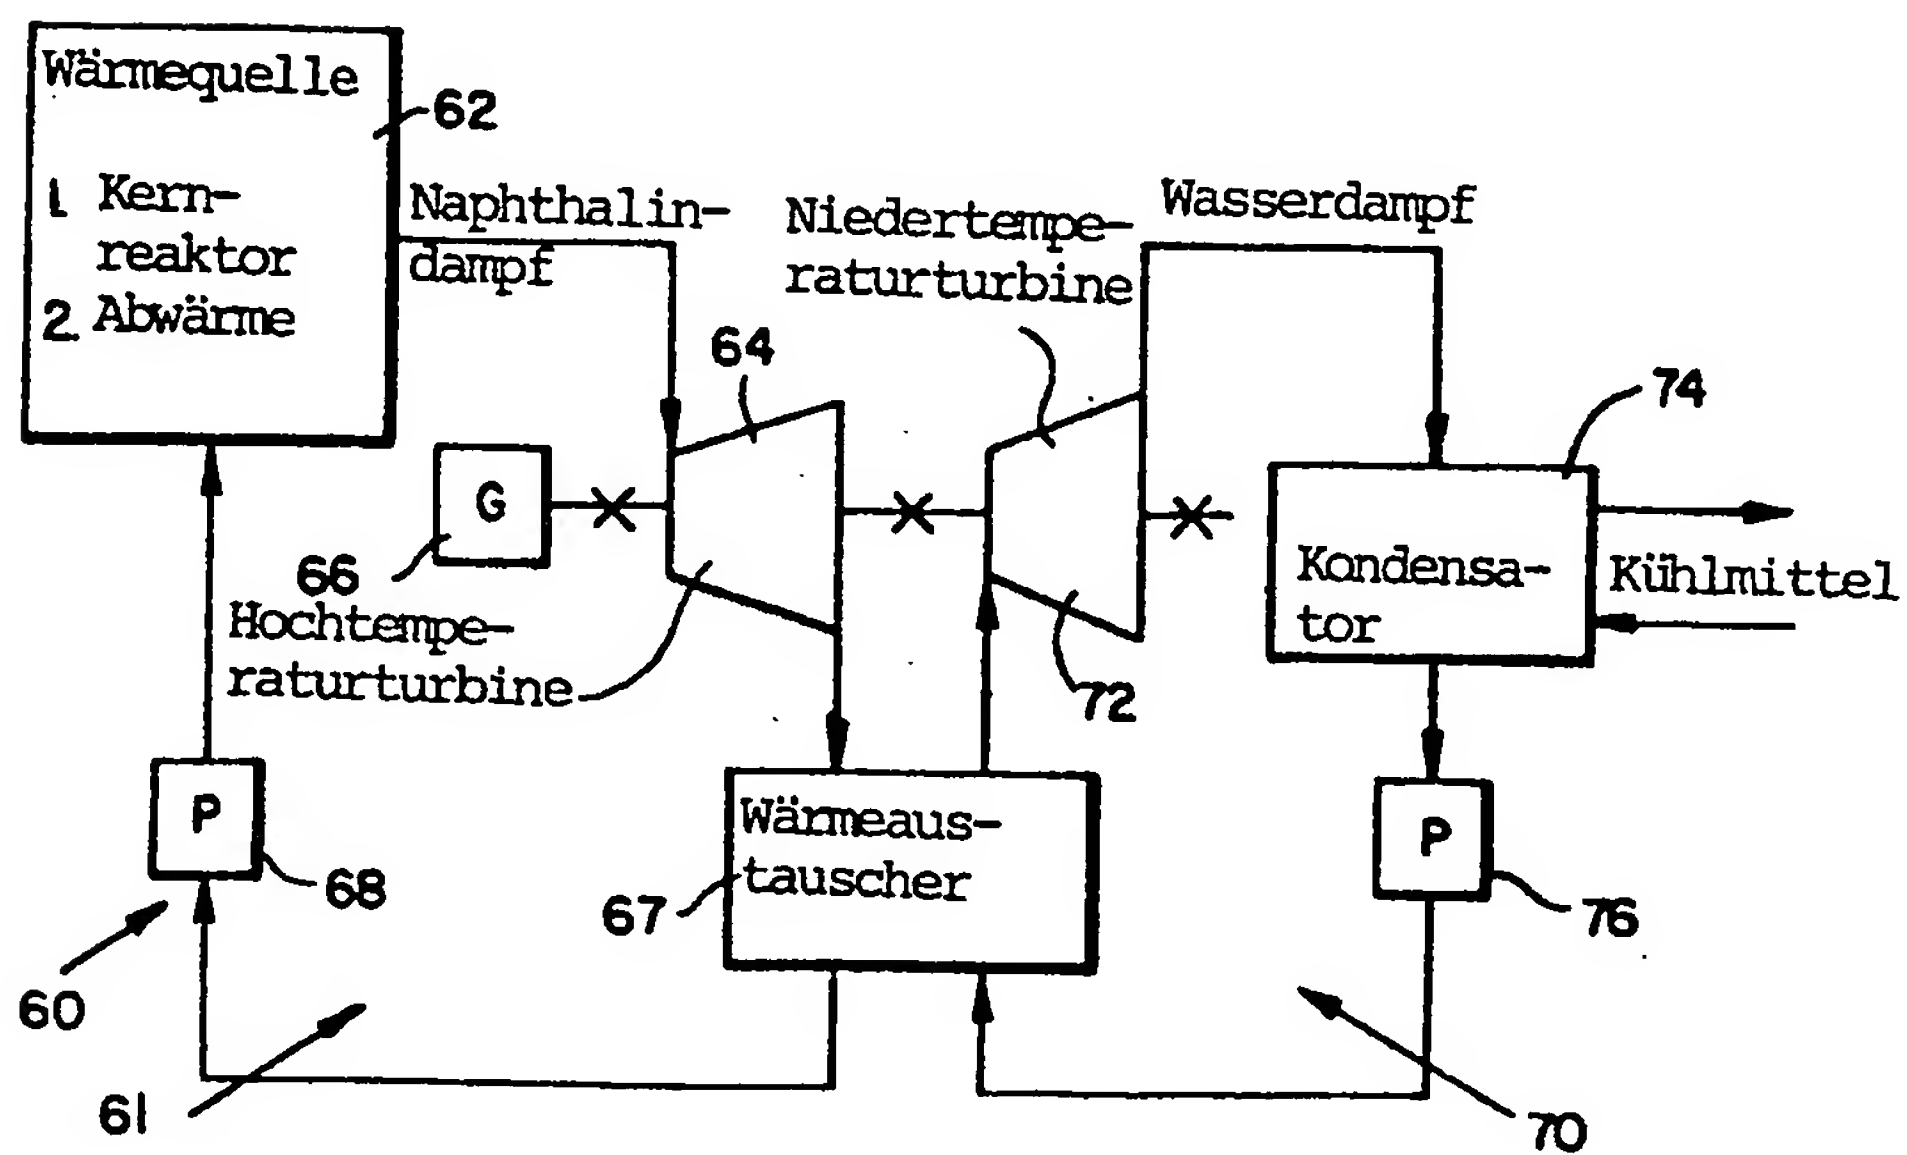 Wärmequelle
62
1. Kern-
reaktor
2. Abwärme
Naphthalin-
dampf
Niedertempe-
raturturbine
Wasserdampf
64
74
G
66
Hochtempe-
raturturbine
72
Kondensa-
tor
Kühlmittel
P
68
Wärmeaus-
tauscher
67
P
76
60
61
70